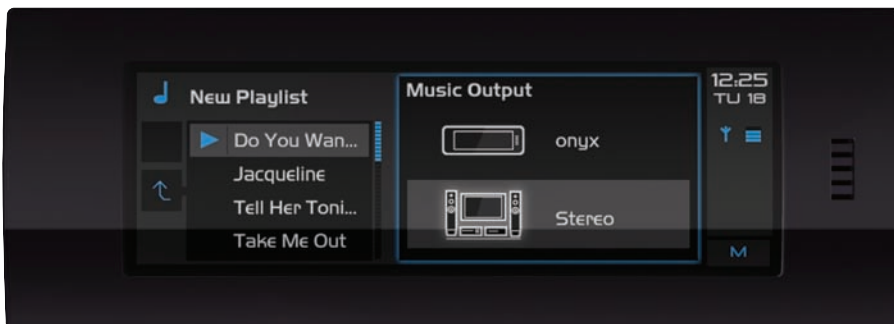 New Playlist
Do You Wan...
Jacqueline
Tell Her Toni...
Take Me Out
Music Output
onyx
Stereo
12:25
TU 18
M